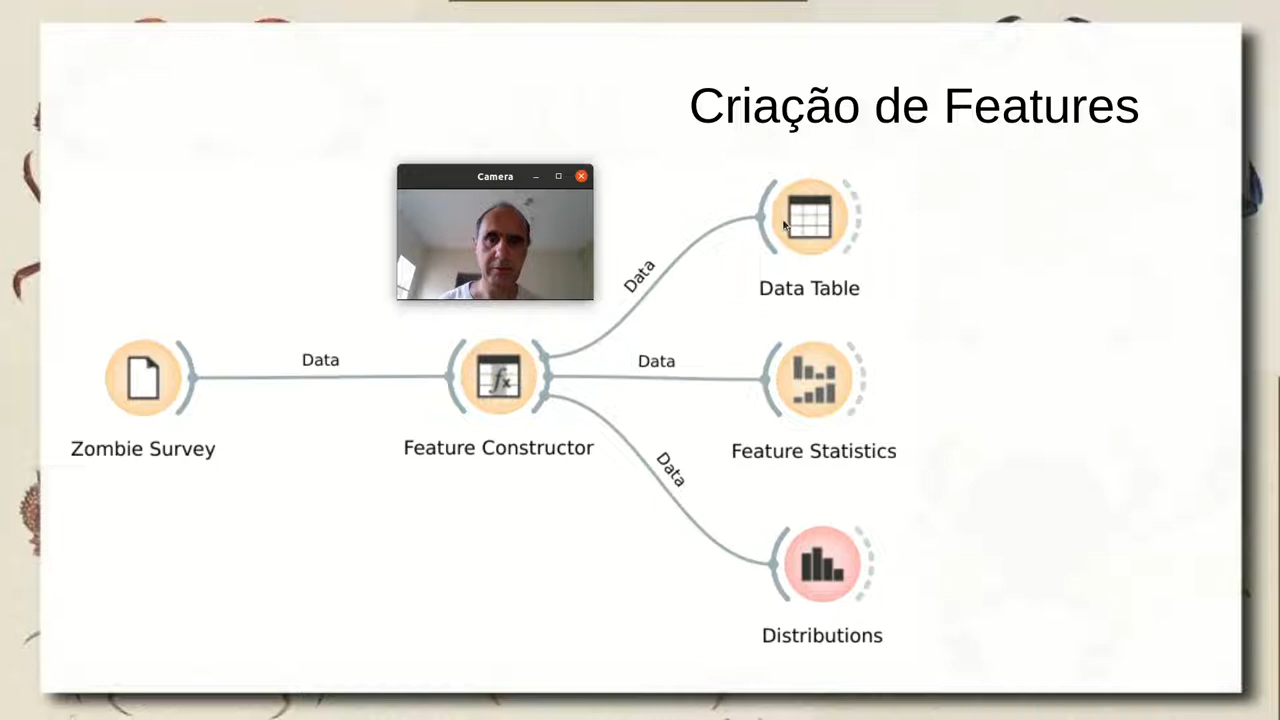 Criação de Features
Camera
Data
Data Table
Data
Data
Zombie Survey
Feature Constructor
Feature Statistics
Data
Distributions